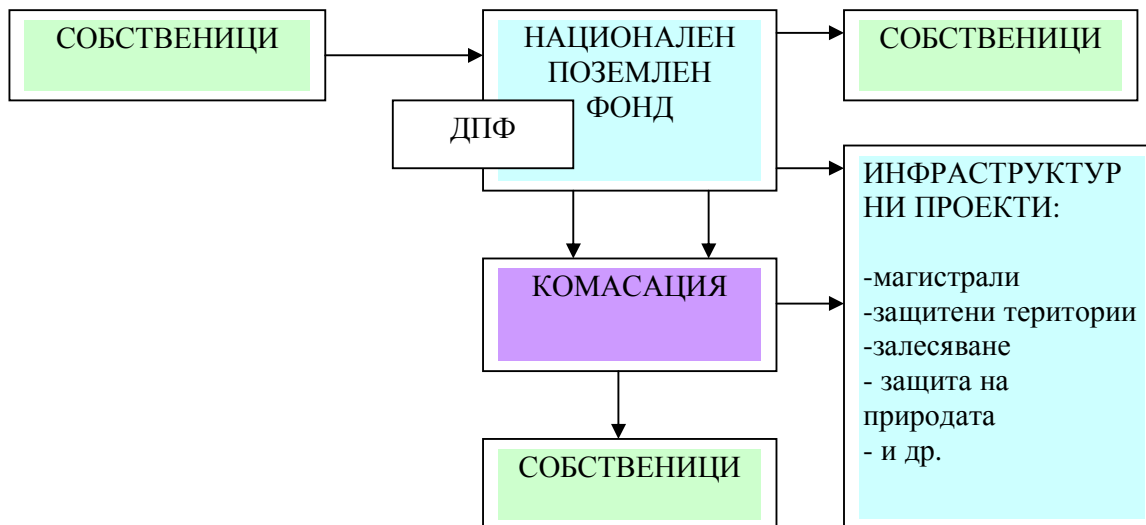 СОБСТВЕНИЦИ
НАЦИОНАЛЕН
ПОЗЕМЛЕН
ФОНД
СОБСТВЕНИЦИ
ДПФ
ИНФРАСТРУКТУР
НИ ПРОЕКТИ:
-магистрали
-защитени територии
-залесяване
- защита на
природата
- и др.
КОМАСАЦИЯ
СОБСТВЕНИЦИ